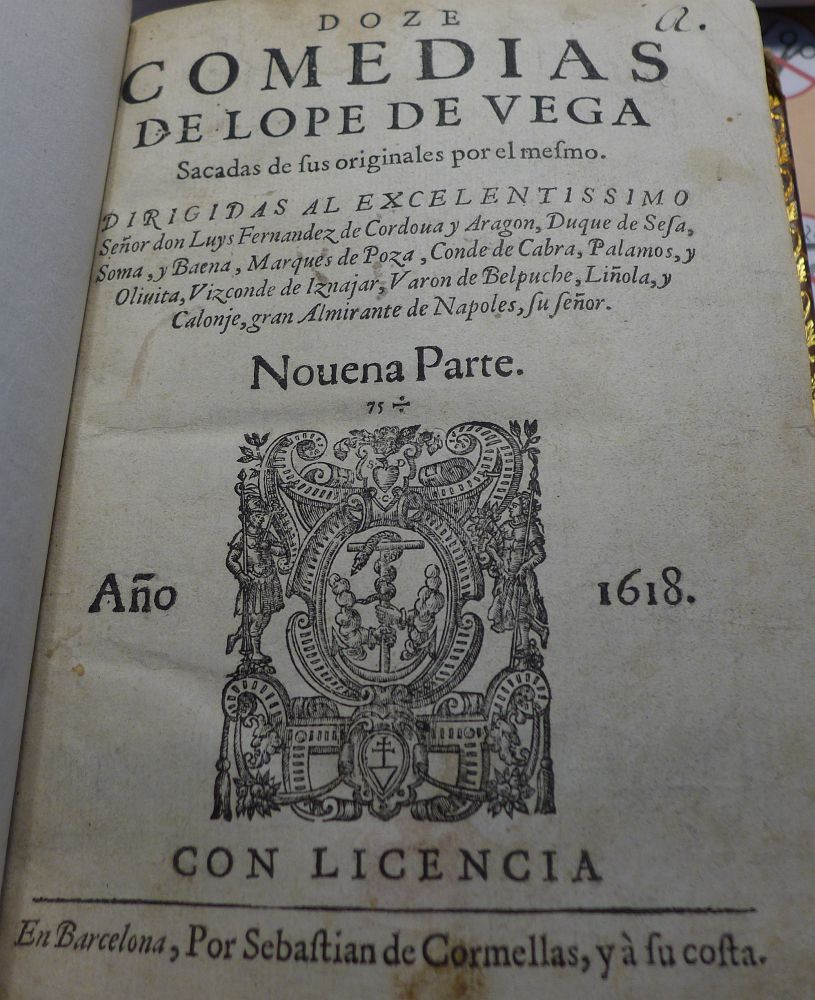 DOZE
a.
COMEDIAS
DE LOPE DE VEGA
Sacadas de ſus originales por el meſmo.
DIRIGIDAS AL EXCELENTISSIMO
Señor don Luys Fernandez de Cordoua y Aragon, Duque de Seſa,
Soma, y Baena, Marques de Poza, Conde de Cabra, Palamos, y
Oliuita, Vizconde de Iznajar, Varon de Belpuche, Liñola, y
Calonje, gran Almirante de Napoles, ſu ſeñor.
Nouena Parte.
75 ÷
S D
C
Año 1618.
CON LICENCIA
En Barcelona, Por Sebaſtian de Cormellas, y à ſu coſta.